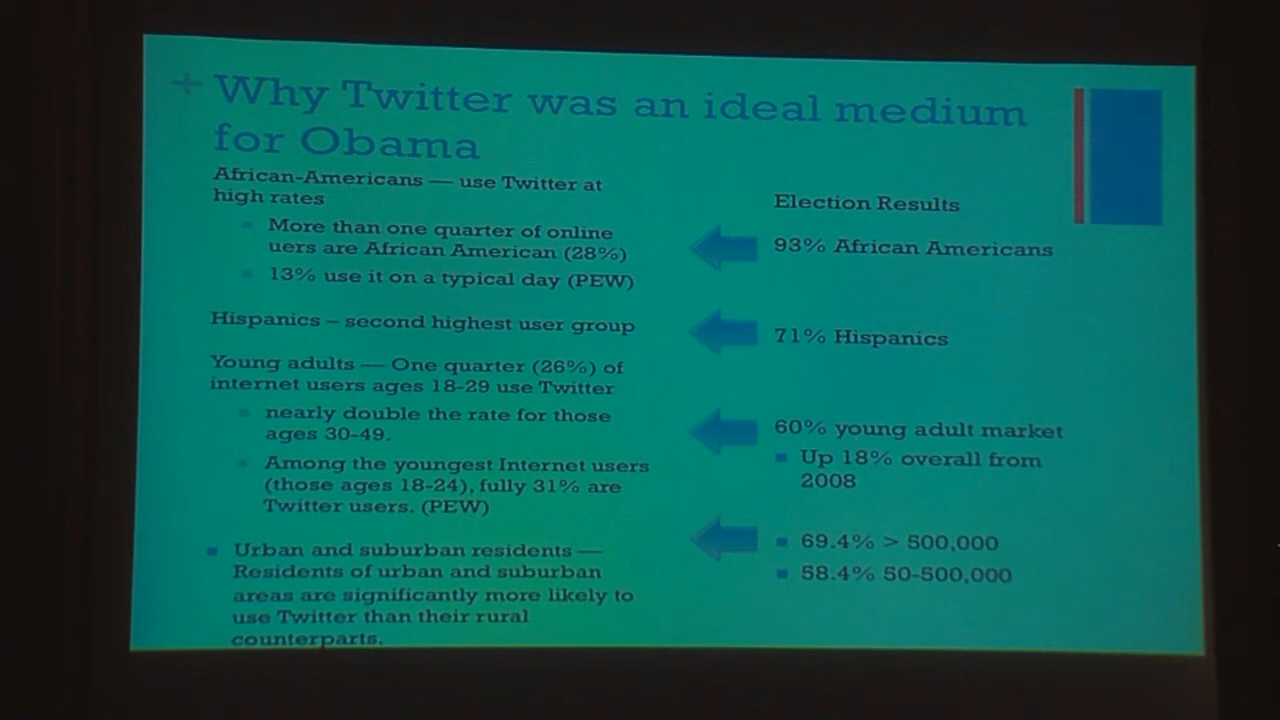 + Why Twitter was an ideal medium
for Obama
African-Americans — use Twitter at
high rates
More than one quarter of online
uers are African American (28%)
13% use it on a typical day (PEW)
Hispanics – second highest user group
Young adults — One quarter (26%) of
internet users ages 18-29 use Twitter
nearly double the rate for those
ages 30-49.
Among the youngest Internet users
(those ages 18-24), fully 31% are
Twitter users. (PEW)
Urban and suburban residents —
Residents of urban and suburban
areas are significantly more likely to
use Twitter than their rural
counterparts.
Election Results
93% African Americans
71% Hispanics
60% young adult market
Up 18% overall from
2008
69.4% > 500,000
58.4% 50-500,000